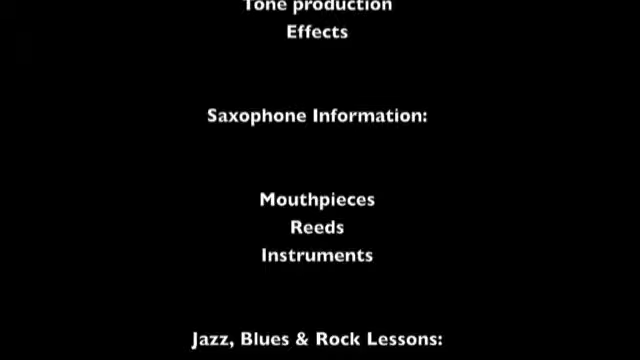 Tone production
Effects
Saxophone Information:
Mouthpieces
Reeds
Instruments
Jazz, Blues & Rock Lessons: